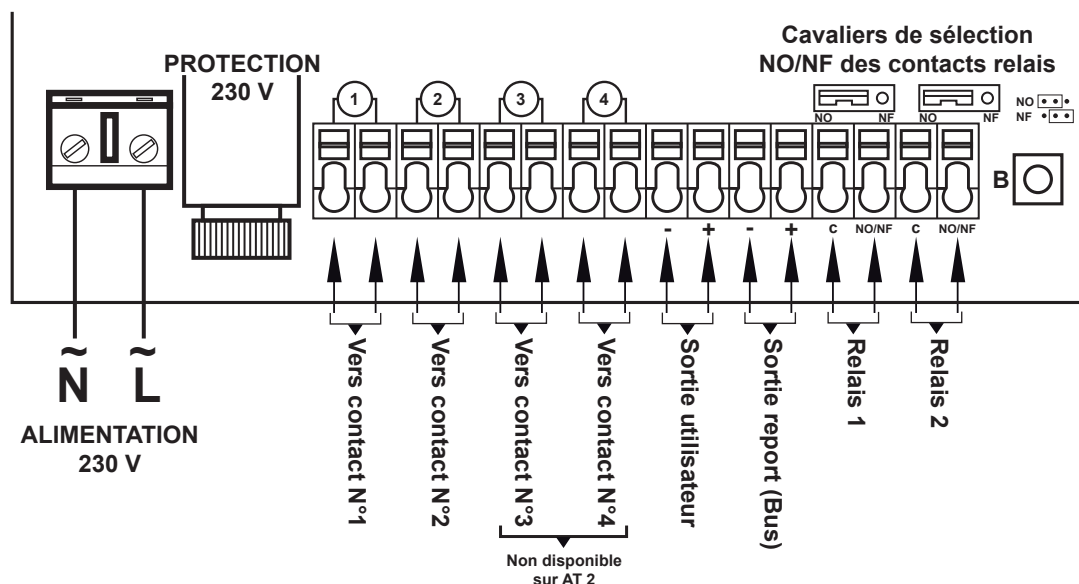 PROTECTION
230 V
Cavaliers de sélection
NO/NF des contacts relais
1
2
3
4
NO
NF
NO
NF
NO
NF
B
-
+
-
+
c
NO/NF
c
NO/NF
~
N
~
L
ALIMENTATION
230 V
Vers contact N°1
Vers contact N°2
Vers contact N°3
Vers contact N°4
Sortie utilisateur
Sortie report (Bus)
Relais 1
Relais 2
Non disponible
sur AT 2